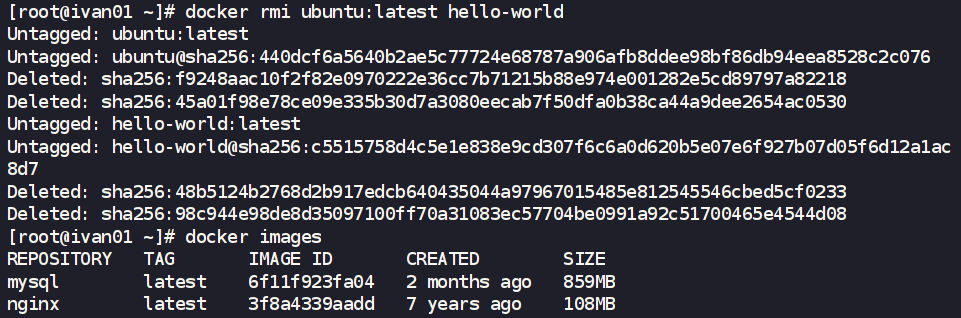 [root@ivan01 ~]# docker rmi ubuntu:latest hello-world
Untagged: ubuntu:latest
Untagged: ubuntu@sha256:440dcf6a5640b2ae5c77724e68787a906afb8ddee98bf86db94eea8528c2c076
Deleted: sha256:f9248aac10f2f82e0970222e36cc7b71215b88e974e001282e5cd89797a82218
Deleted: sha256:45a01f98e78ce09e335b30d7a3080eecab7f50dfa0b38ca44a9dee2654ac0530
Untagged: hello-world:latest
Untagged: hello-world@sha256:c5515758d4c5e1e838e9cd307f6c6a0d620b5e07e6f927b07d05f6d12a1ac
8d7
Deleted: sha256:48b5124b2768d2b917edcb640435044a97967015485e812545546cbed5cf0233
Deleted: sha256:98c944e98de8d35097100ff70a31083ec57704be0991a92c51700465e4544d08
[root@ivan01 ~]# docker images
REPOSITORY   TAG       IMAGE ID       CREATED        SIZE
mysql        latest    6f11f923fa04   2 months ago   859MB
nginx        latest    3f8a4339aadd   7 years ago    108MB